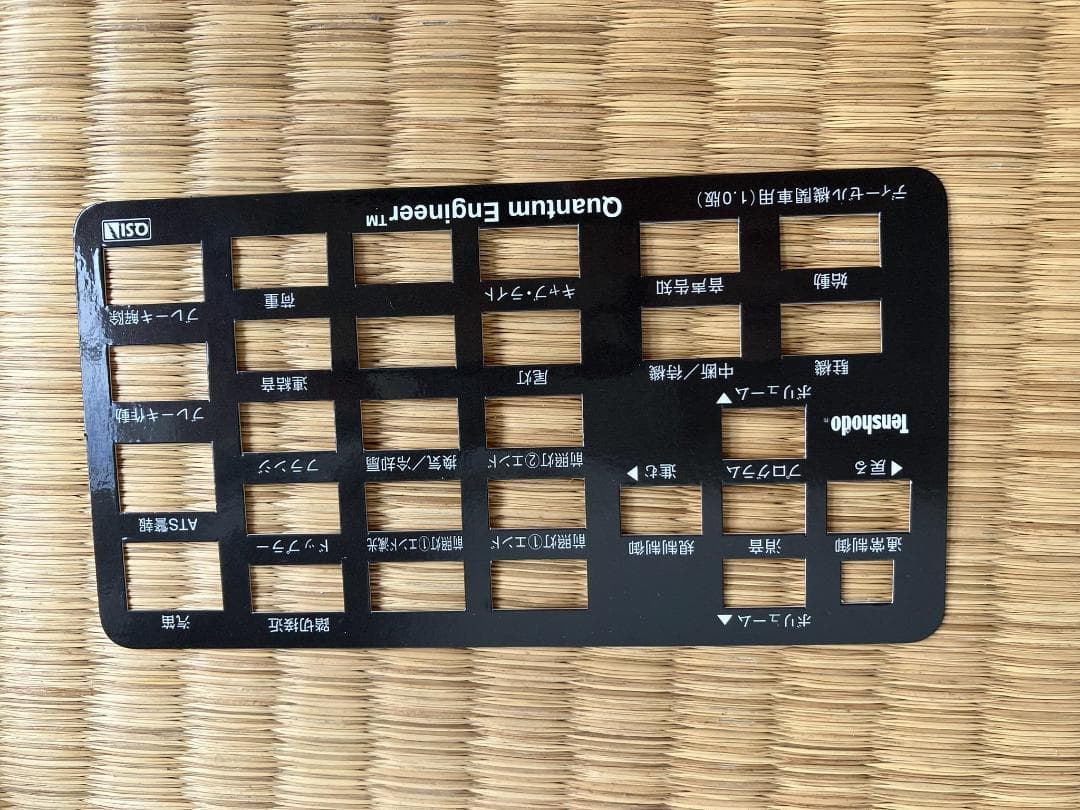 ボリューム▲ 踏切接近 汽笛
通常制御 消音 規制制御 前照灯①エンド 前照灯①エンド減光 ドップラー ATS警報
◀戻る プログラム 進む▶ 前照灯②エンド 換気／冷却扇 フランジ
Tenshodo ボリューム▼ ブレーキ作動
駐機 中断／待機 尾灯 連結音
始動 音声告知 キャブ・ライト 荷重 ブレーキ解除
ディーゼル機関車用(1.0版) Quantum Engineer™ QSI